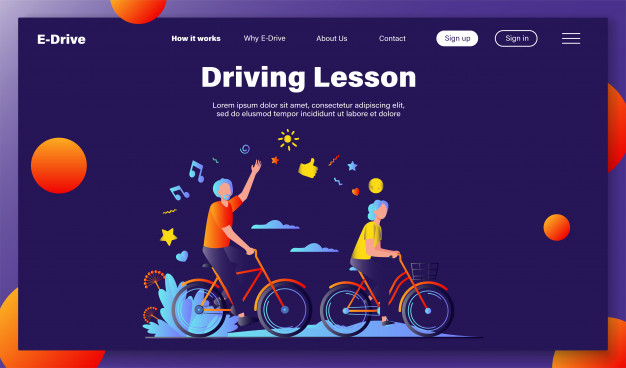 E-Drive
How it works
Why E-Drive
About Us
Contact
Sign up
Sign in
Driving Lesson
Lorem ipsum dolor sit amet, consectetur adipiscing elit,
sed do eiusmod tempor incididunt ut labore et dolore